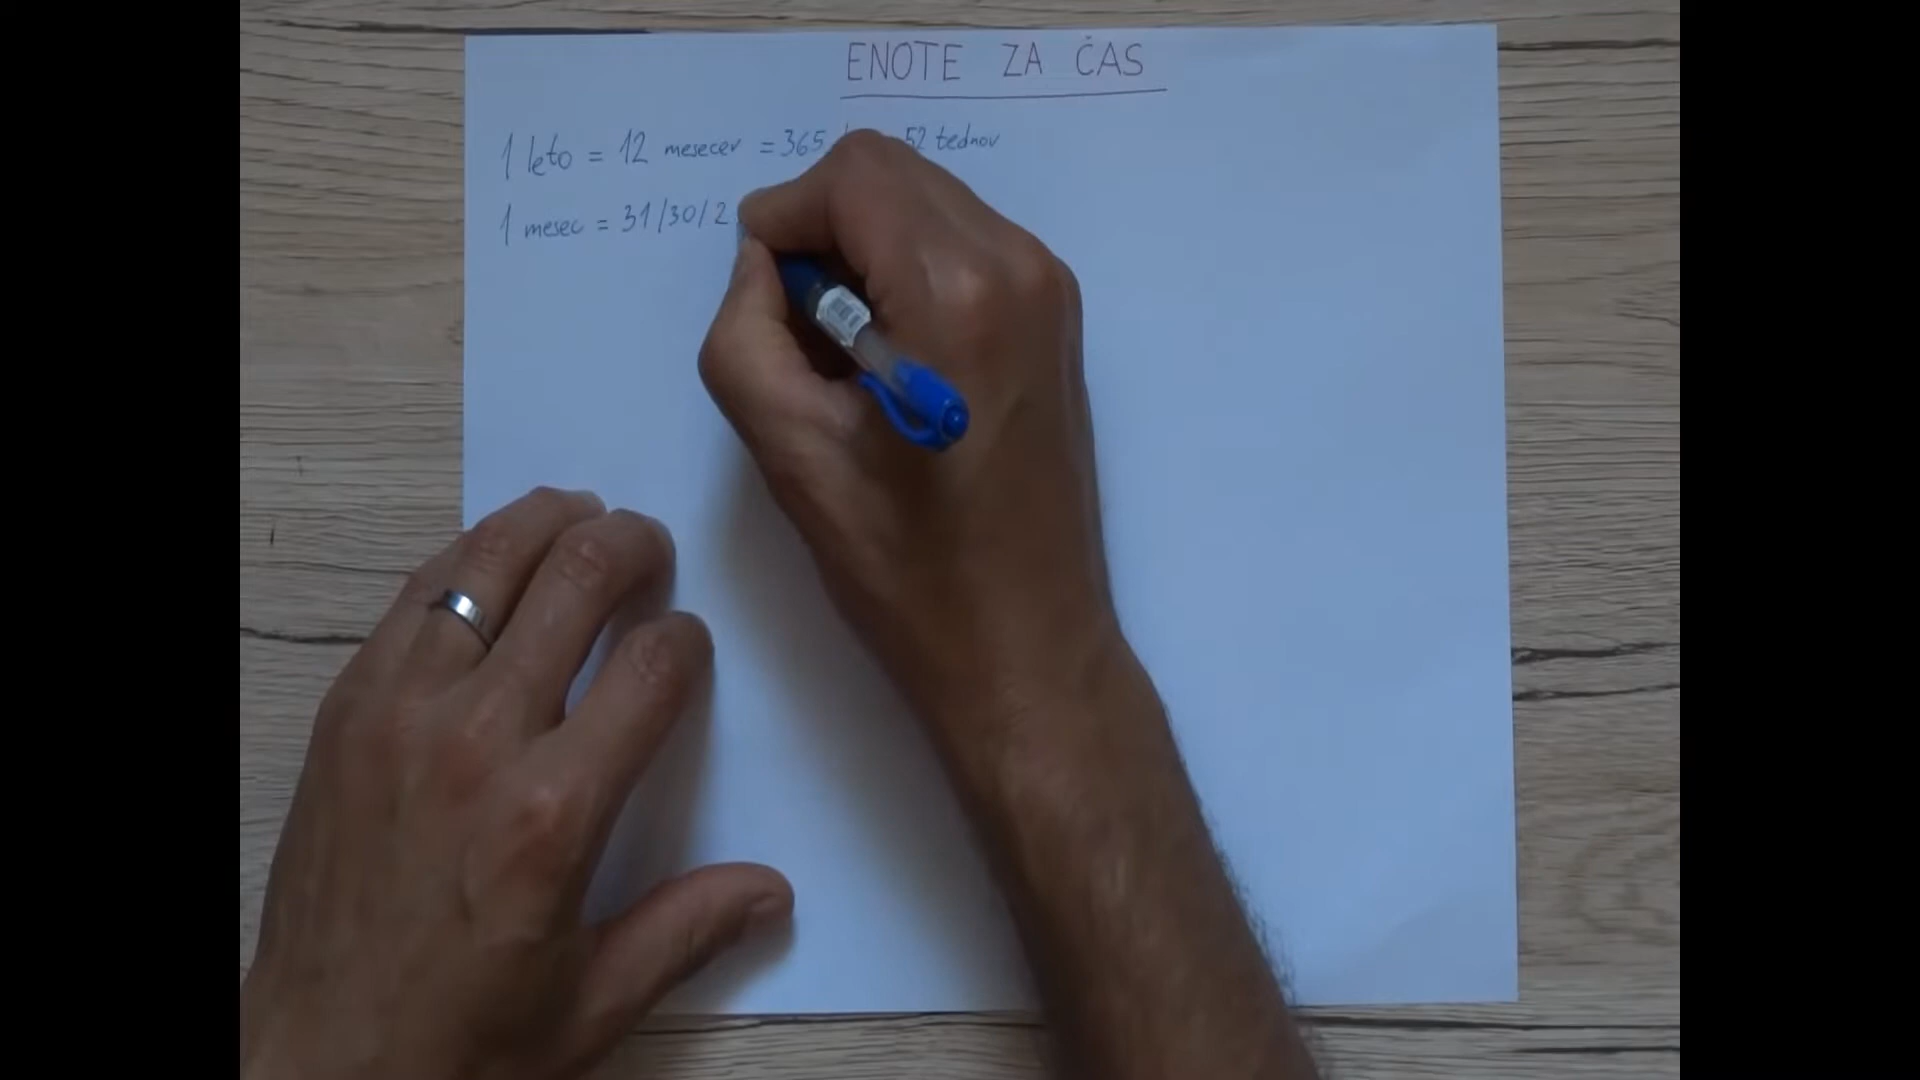 ENOTE ZA ČAS
1 leto = 12 mesecev = 365 52 tednov
1 mesec = 31/30/2